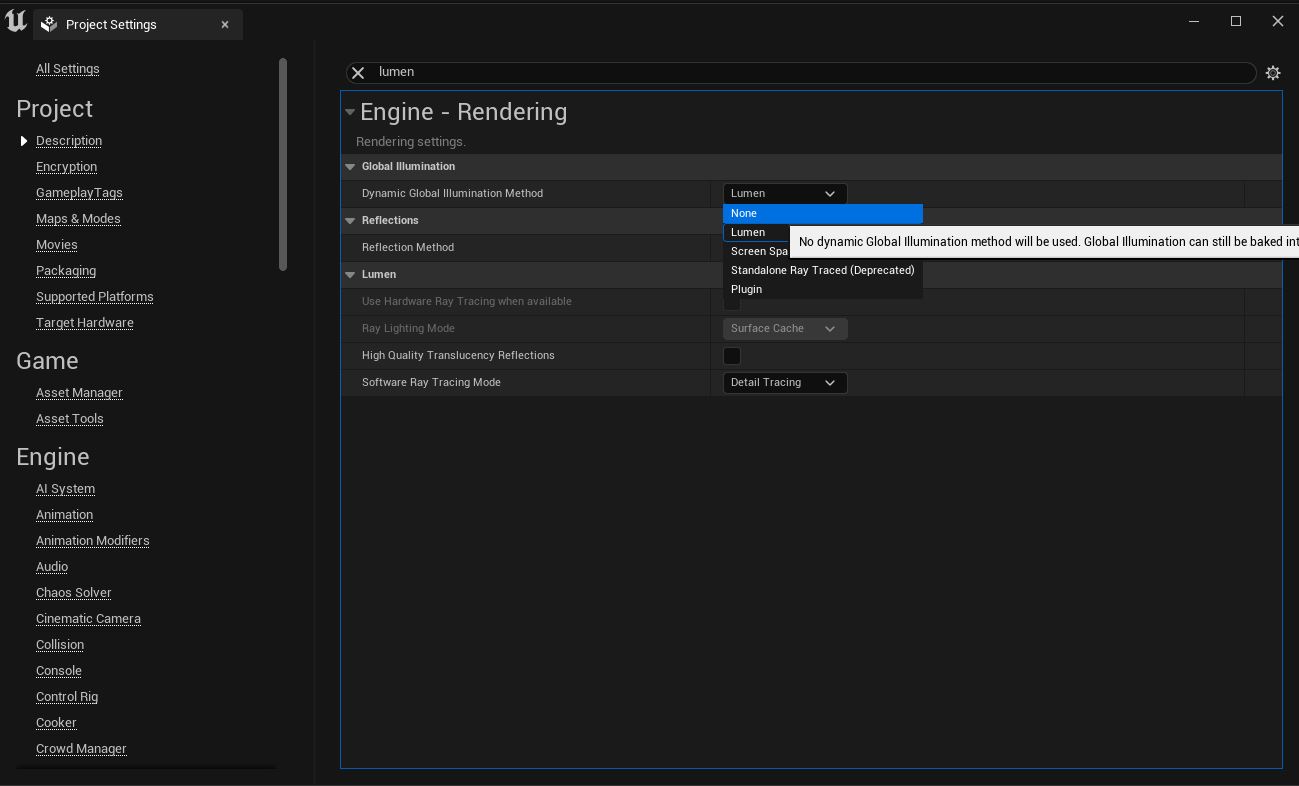 Project Settings
All Settings
Project
Description
Encryption
GameplayTags
Maps & Modes
Movies
Packaging
Supported Platforms
Target Hardware
Game
Asset Manager
Asset Tools
Engine
AI System
Animation
Animation Modifiers
Audio
Chaos Solver
Cinematic Camera
Collision
Console
Control Rig
Cooker
Crowd Manager
lumen
Engine - Rendering
Rendering settings.
Global Illumination
Dynamic Global Illumination Method
Lumen
None
Lumen
Screen Spa
Standalone Ray Traced (Deprecated)
Plugin
No dynamic Global Illumination method will be used. Global Illumination can still be baked int
Reflections
Reflection Method
Lumen
Use Hardware Ray Tracing when available
Ray Lighting Mode
Surface Cache
High Quality Translucency Reflections
Software Ray Tracing Mode
Detail Tracing